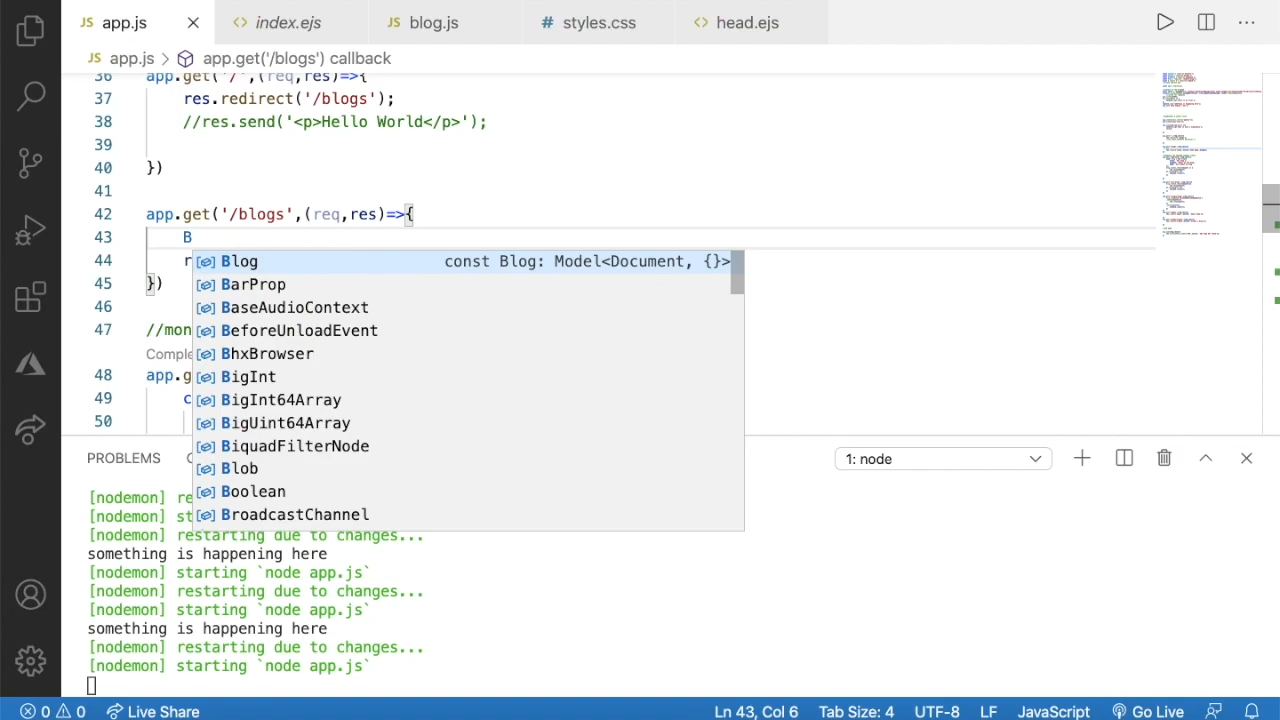 JS app.js
<> index.ejs
JS blog.js
# styles.css
<> head.ejs
JS app.js > app.get('/blogs') callback
36 app.get('/',(req,res)=>{
37 res.redirect('/blogs');
38 //res.send('<p>Hello World</p>');
39
40 })
41
42 app.get('/blogs',(req,res)=>{
43 B
44 r
45 })
46
47 //mon
Comple
48 app.g
49 c
50
Blog const Blog: Model<Document, {}>
BarProp
BaseAudioContext
BeforeUnloadEvent
BhxBrowser
BigInt
BigInt64Array
BigUint64Array
BiquadFilterNode
Blob
Boolean
BroadcastChannel
PROBLEMS
1: node
[nodemon] re
[nodemon] st
[nodemon] restarting due to changes...
something is happening here
[nodemon] starting `node app.js`
[nodemon] restarting due to changes...
[nodemon] starting `node app.js`
something is happening here
[nodemon] restarting due to changes...
[nodemon] starting `node app.js`
0 0 Live Share Ln 43, Col 6 Tab Size: 4 UTF-8 LF JavaScript Go Live